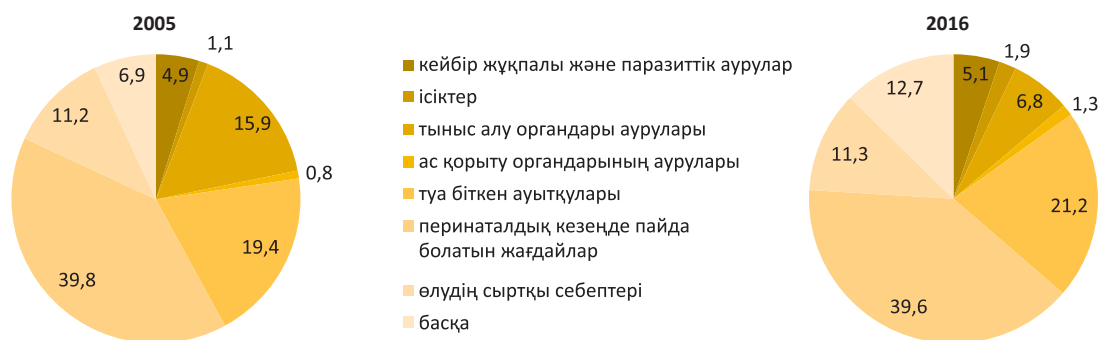 2005
4,9
1,1
15,9
0,8
19,4
39,8
11,2
6,9
кейбір жұқпалы және паразиттік аурулар
ісіктер
тыныс алу органдары аурулары
ас қорыту органдарының аурулары
туа біткен ауытқулары
перинаталдық кезеңде пайда
болатын жағдайлар
өлудің сыртқы себептері
басқа
2016
5,1
1,9
6,8
1,3
21,2
39,6
11,3
12,7